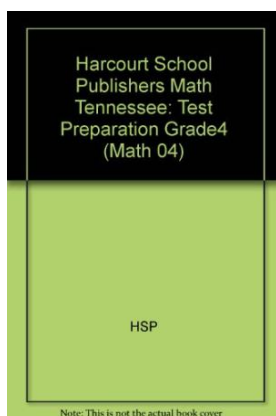 Harcourt School
Publishers Math
Tennessee: Test
Preparation Grade4
(Math 04)
HSP
Note: This is not the actual book cover